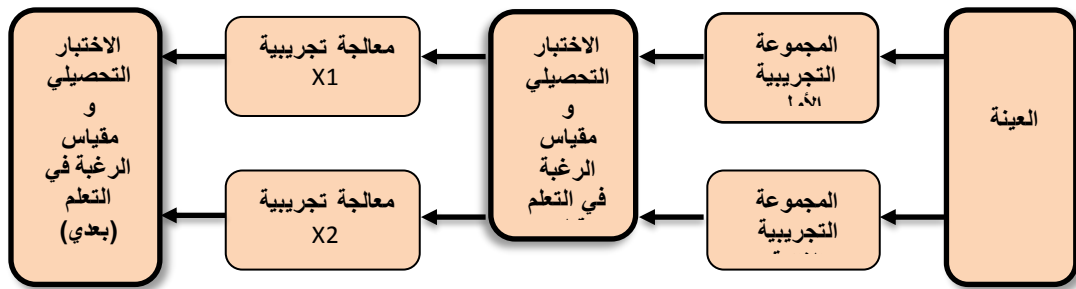 العينة
المجموعة
التجريبية
المجموعة
التجريبية
الاختبار
التحصيلي
و
مقياس
الرغبة
في التعلم
معالجة تجريبية
X1
معالجة تجريبية
X2
الاختبار
التحصيلي
و
مقياس
الرغبة في
التعلم
(بعدي)